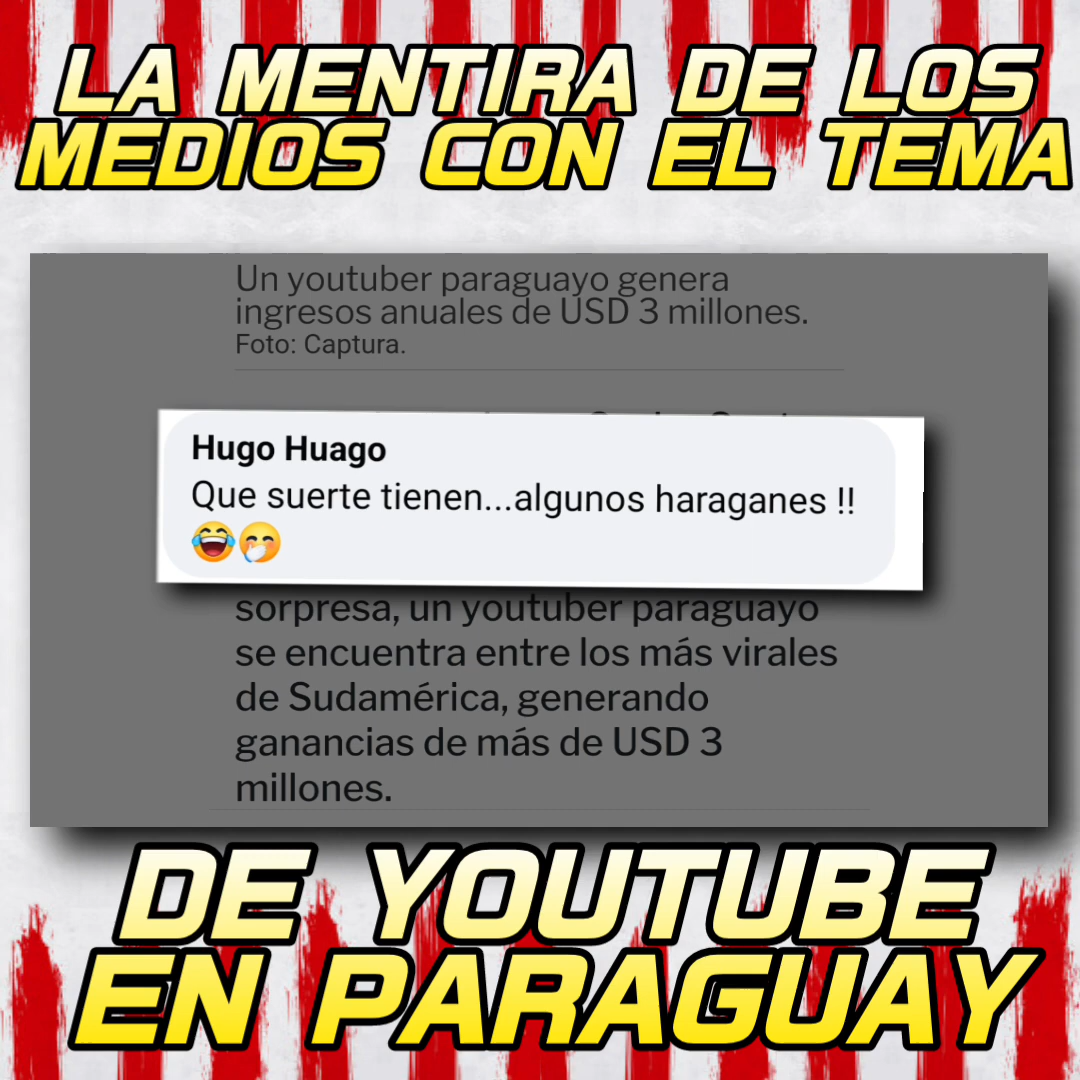 LA MENTIRA DE LOS
MEDIOS CON EL TEMA
Un youtuber paraguayo genera
ingresos anuales de USD 3 millones.
Foto: Captura.
Hugo Huago
Que suerte tienen...algunos haraganes !!
😂🤭
sorpresa, un youtuber paraguayo
se encuentra entre los más virales
de Sudamérica, generando
ganancias de más de USD 3
millones.
DE YOUTUBE
EN PARAGUAY